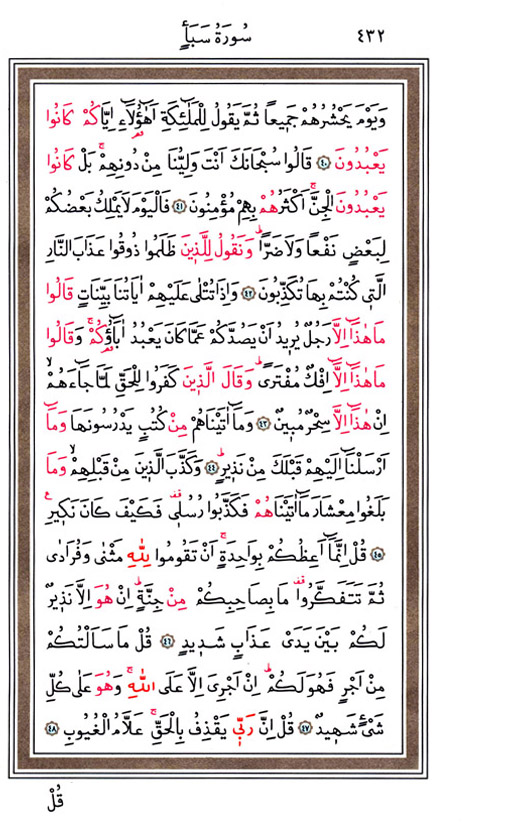 ٤٣٢ سُورَةُ سَبَأٍ
وَيَوْمَ يَحْشُرُهُمْ جَمٖيعاً ثُمَّ يَقُولُ لِلْمَلٰٓئِكَةِ اَهٰٓؤُ۬لَٓاءِ اِيَّاكُمْ كَانُوا
يَعْبُدُونَ ﴿٤٠﴾ قَالُوا سُبْحَانَكَ اَنْتَ وَلِيُّنَا مِنْ دُونِهِمْۚ بَلْ كَانُوا
يَعْبُدُونَ الْجِنَّۚ اَكْثَرُهُمْ بِهِمْ مُؤْمِنُونَ ﴿٤١﴾ فَالْيَوْمَ لَا يَمْلِكُ بَعْضُكُمْ
لِبَعْضٍ نَفْعاً وَلَا ضَراًّۜ وَنَقُولُ لِلَّذٖينَ ظَلَمُوا ذُوقُوا عَذَابَ النَّارِ
الَّتٖي كُنْتُمْ بِهَا تُكَذِّبُونَ ﴿٤٢﴾ وَاِذَا تُتْلٰى عَلَيْهِمْ اٰيَاتُنَا بَيِّنَاتٍ قَالُوا
مَا هٰذَٓا اِلَّا رَجُلٌ يُرٖيدُ اَنْ يَصُدَّكُمْ عَمَّا كَانَ يَعْبُدُ اٰبَٓاؤُ۬كُمْۚ وَقَالُوا
مَا هٰذَٓا اِلَّٓا اِفْكٌ مُفْتَرًىۜ وَقَالَ الَّذٖينَ كَفَرُوا لِلْحَقِّ لَمَّا جَٓاءَهُمْۙ
اِنْ هٰذَٓا اِلَّا سِحْرٌ مُبٖينٌ ﴿٤٣﴾ وَمَٓا اٰتَيْنَاهُمْ مِنْ كُتُبٍ يَدْرُسُونَهَا وَمَٓا
اَرْسَلْنَٓا اِلَيْهِمْ قَبْلَكَ مِنْ نَذٖيرٍۜ ﴿٤٤﴾ وَكَذَّبَ الَّذٖينَ مِنْ قَبْلِهِمْۙ وَمَا
بَلَغُوا مِعْشَارَ مَٓا اٰتَيْنَاهُمْ فَكَذَّبُوا رُسُلٖي۠ فَكَيْفَ كَانَ نَكٖيرِ۟
﴿٤٥﴾ قُلْ اِنَّمَٓا اَعِظُكُمْ بِوَاحِدَةٍۚ اَنْ تَقُومُوا لِلّٰهِ مَثْنٰى وَفُرَادٰى
ثُمَّ تَتَفَكَّرُوا۠ مَا بِصَاحِبِكُمْ مِنْ جِنَّةٍۜ اِنْ هُوَ اِلَّا نَذٖيرٌ
لَكُمْ بَيْنَ يَدَيْ عَذَابٍ شَدٖيدٍ ﴿٤٦﴾ قُلْ مَا سَاَلْتُكُمْ
مِنْ اَجْرٍ فَهُوَ لَكُمْۜ اِنْ اَجْرِيَ اِلَّا عَلَى اللّٰهِۚ وَهُوَ عَلٰى كُلِّ
شَيْءٍ شَهٖيدٌ ﴿٤٧﴾ قُلْ اِنَّ رَبّٖي يَقْذِفُ بِالْحَقِّۚ عَلَّامُ الْغُيُوبِ ﴿٤٨﴾
قُلْ